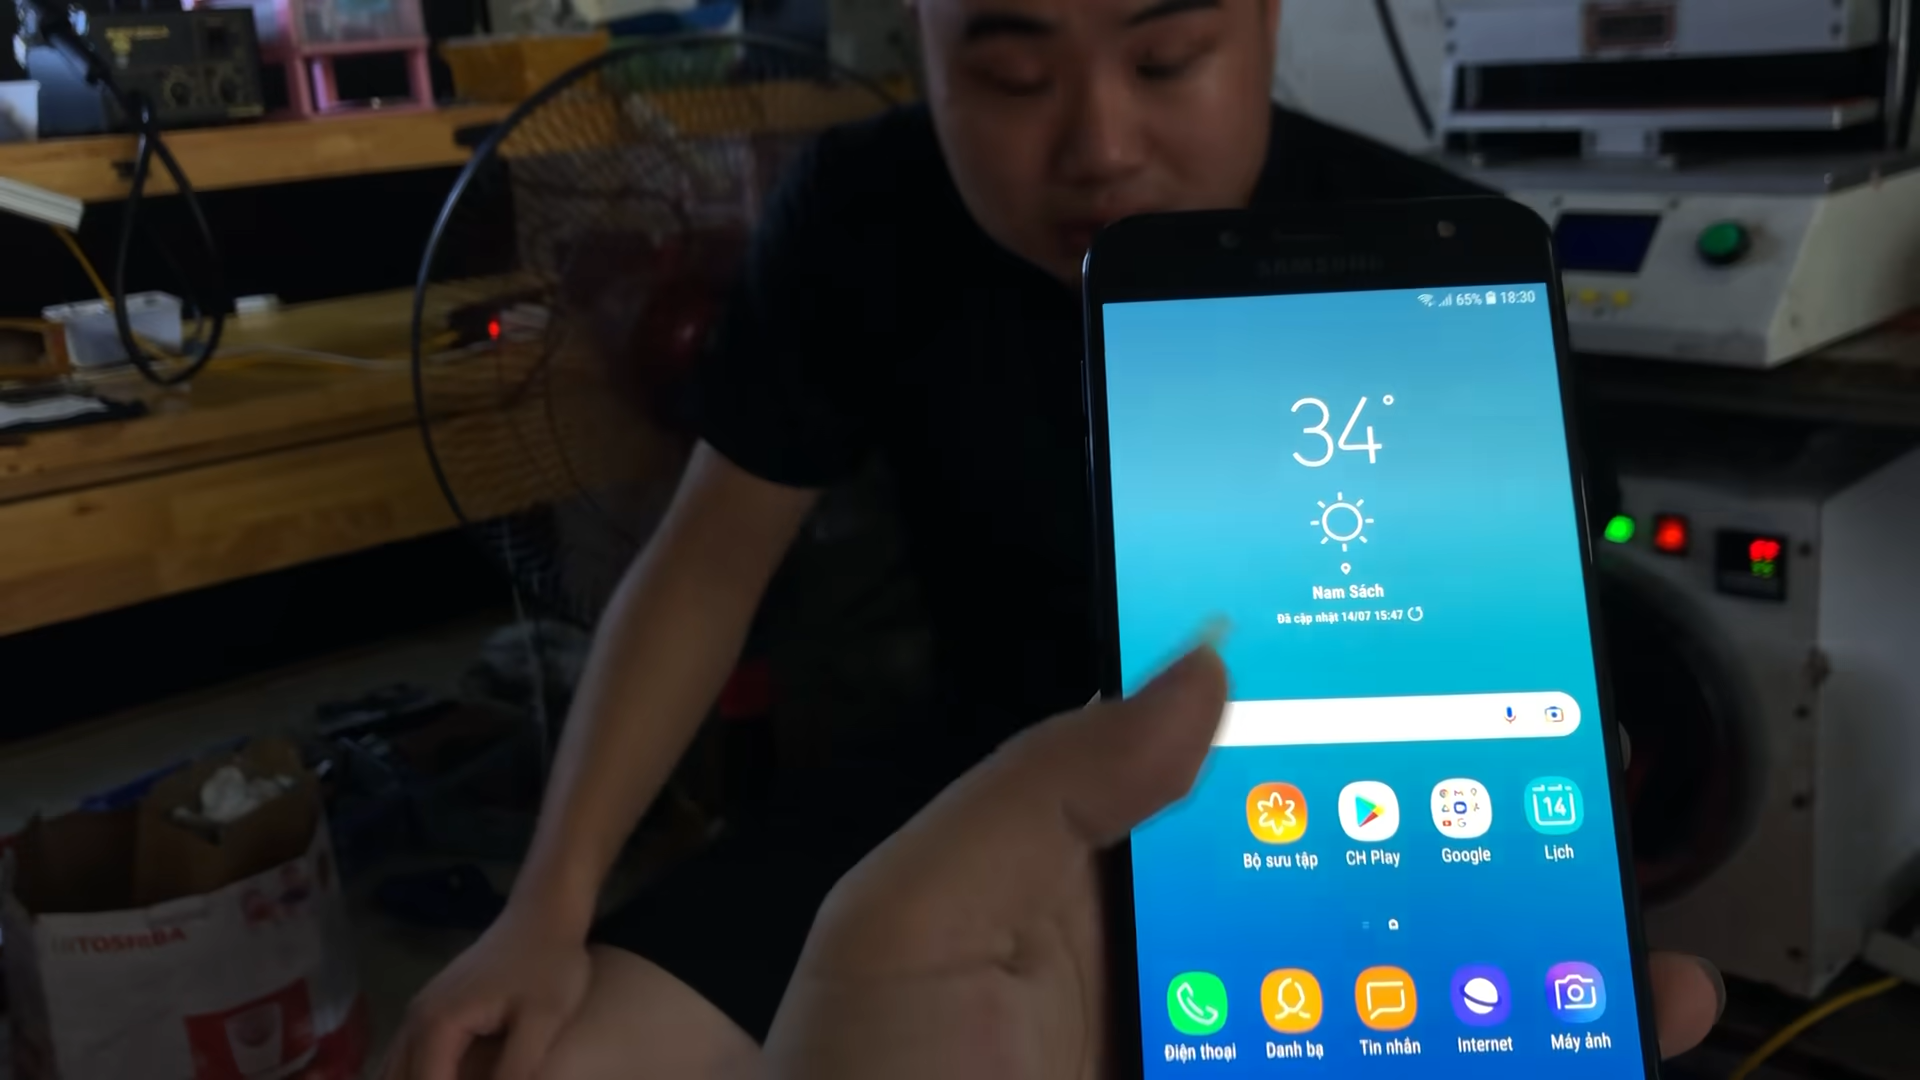 SAMSUNG
65% 18:30
34°
Nam Sách
Đã cập nhật 14/07 15:47
14
Bộ sưu tập
CH Play
Google
Lịch
Điện thoại
Danh bạ
Tin nhắn
Internet
Máy ảnh
TOSHIBA